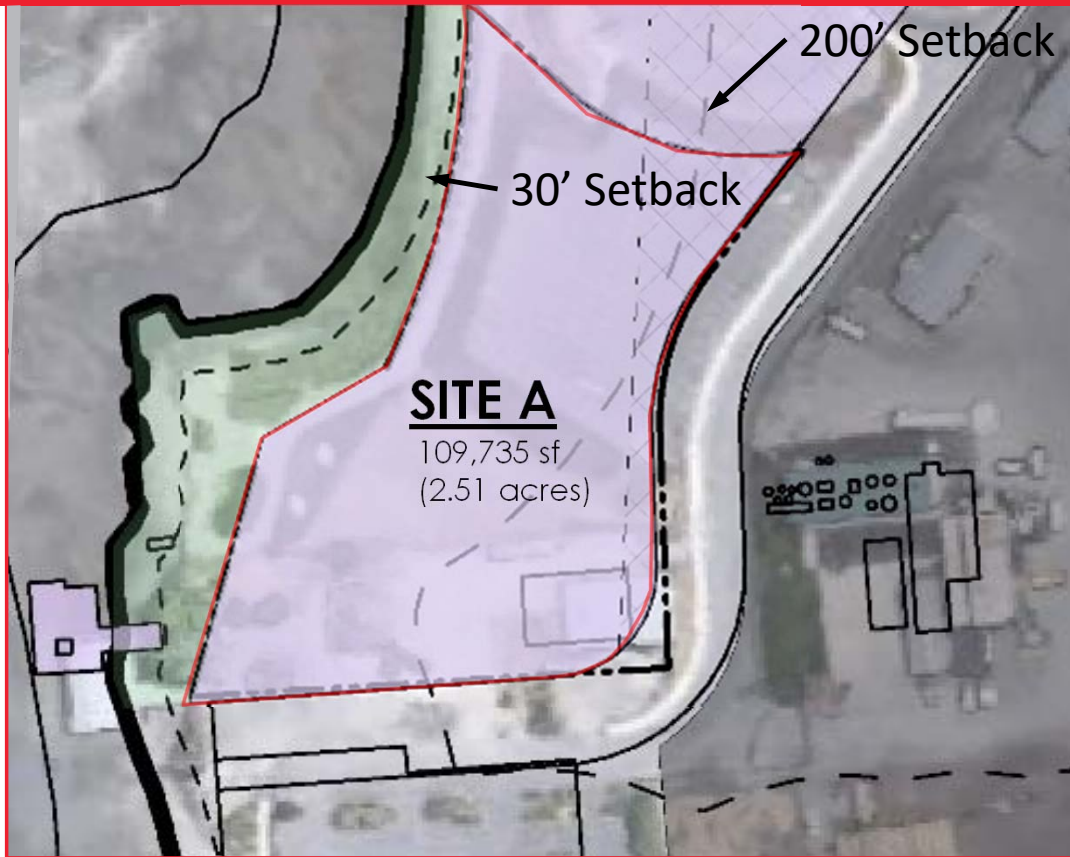 200’ Setback
30’ Setback
SITE A
109,735 sf
(2.51 acres)